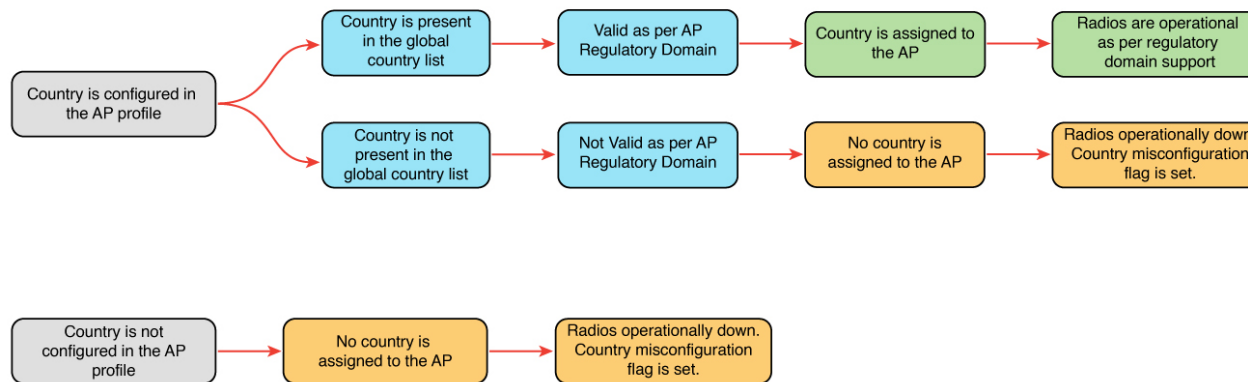 Country is configured in
the AP profile
Country is present
in the global
country list
Valid as per AP
Regulatory Domain
Country is assigned to
the AP
Radios are operational
as per regulatory
domain support
Country is not
present in the
global country list
Not Valid as per AP
Regulatory Domain
No country is
assigned to the AP
Radios operationally down
Country misconfiguration
flag is set.
Country is not
configured in the AP
profile
No country is
assigned to the AP
Radios operationally down.
Country misconfiguration
flag is set.